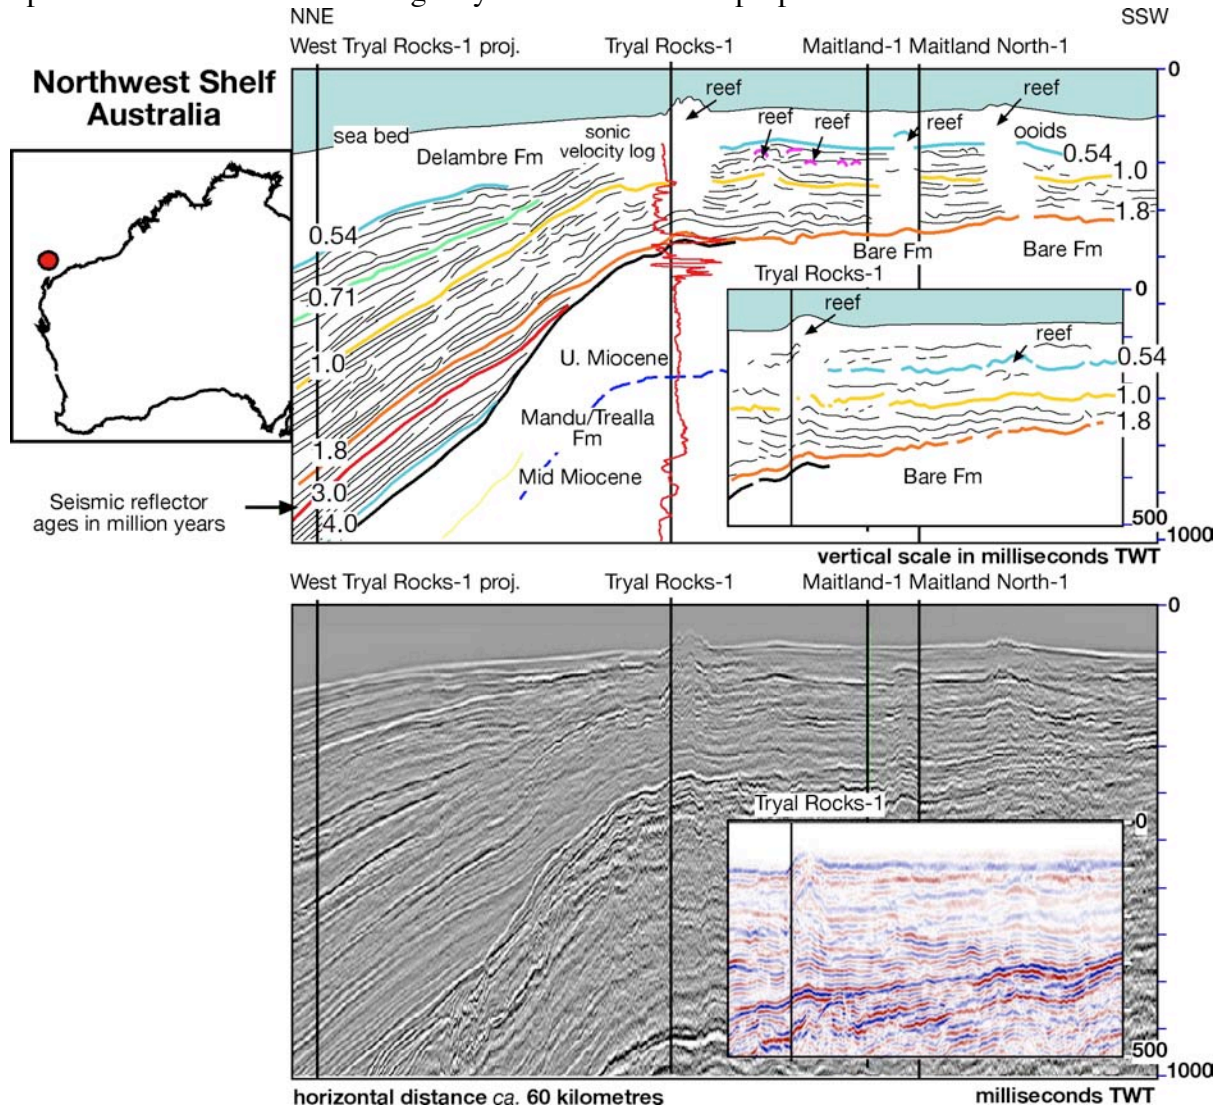 NNE
SSW
West Tryal Rocks-1 proj.
Tryal Rocks-1
Maitland-1 Maitland North-1
Northwest Shelf
Australia
0
reef
reef
reef
reef
reef
reef
sea bed
Delambre Fm
sonic
velocity log
ooids
0.54
1.0
1.8
0.54
0.71
1.0
1.8
3.0
4.0
Bare Fm
Bare Fm
Tryal Rocks-1
0
reef
reef
0.54
1.0
1.8
Bare Fm
500
1000
U. Miocene
Mandu/Trealla
Fm
Mid Miocene
Seismic reflector
ages in million years
vertical scale in milliseconds TWT
West Tryal Rocks-1 proj.
Tryal Rocks-1
Maitland-1 Maitland North-1
0
Tryal Rocks-1
0
500
1000
horizontal distance ca. 60 kilometres
milliseconds TWT